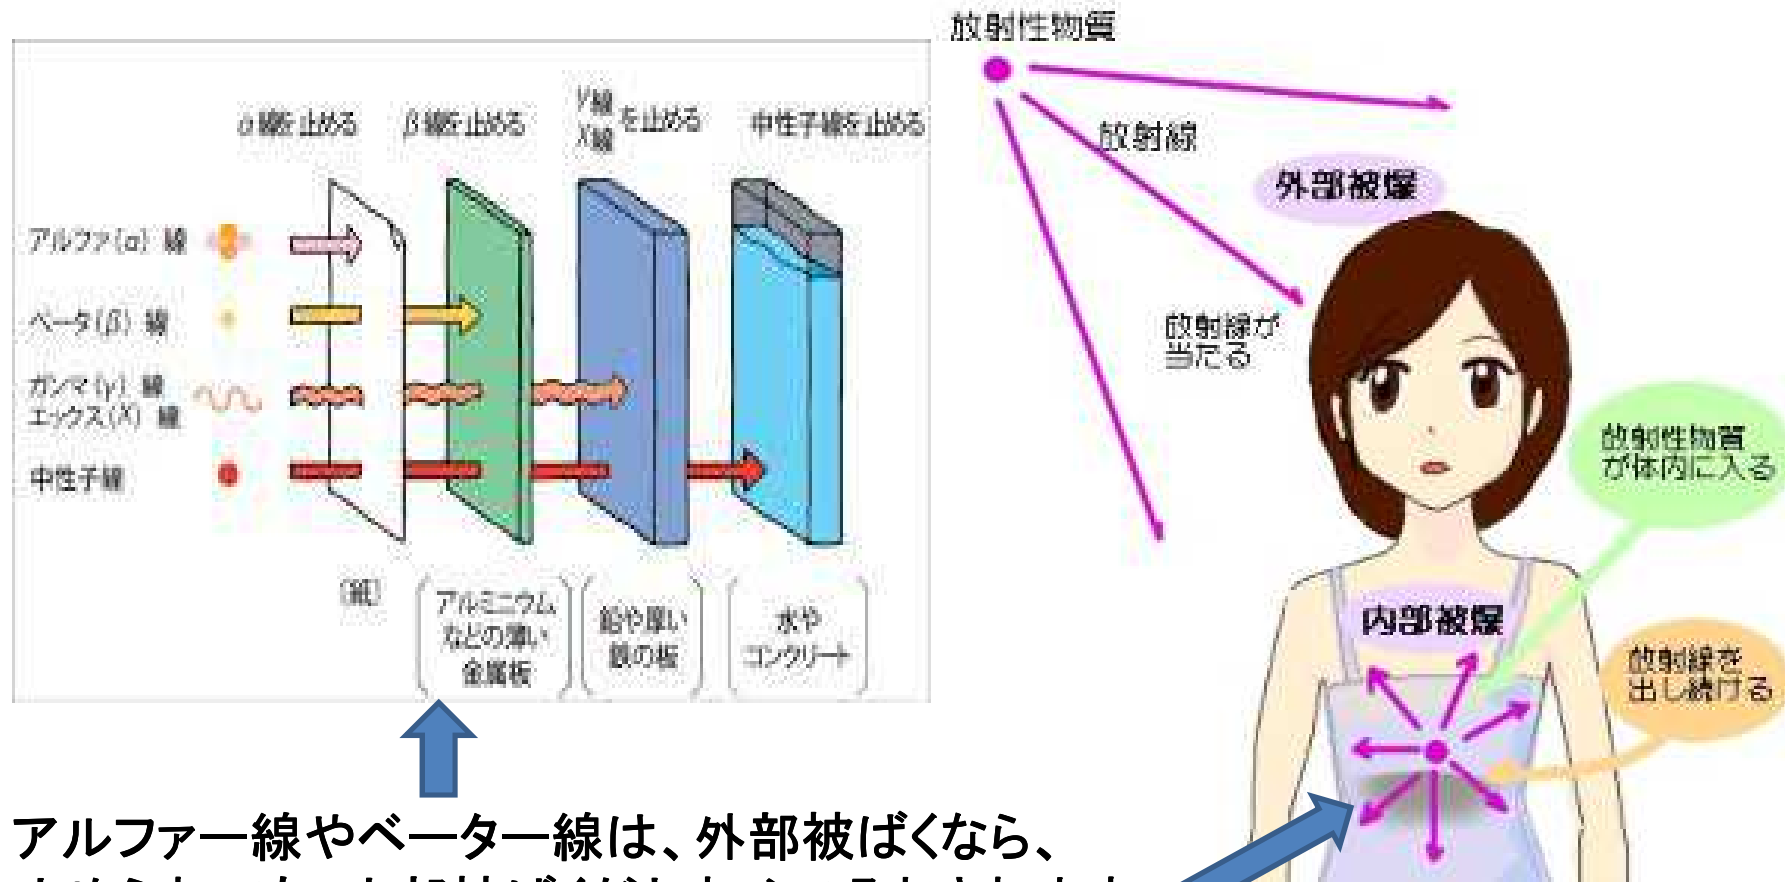 α線を止める
β線を止める
γ線
X線
を止める
中性子線を止める
アルファ(α) 線
ベータ(β) 線
ガンマ(γ) 線
エックス(X) 線
中性子線
(紙)
アルミニウム
などの薄い
金属板
鉛や厚い
鉄の板
水や
コンクリート
放射性物質
放射線
外部被爆
放射線が
当たる
放射性物質
が体内に入る
内部被爆
放射線を
出し続ける
アルファー線やベーター線は、外部被ばくなら、